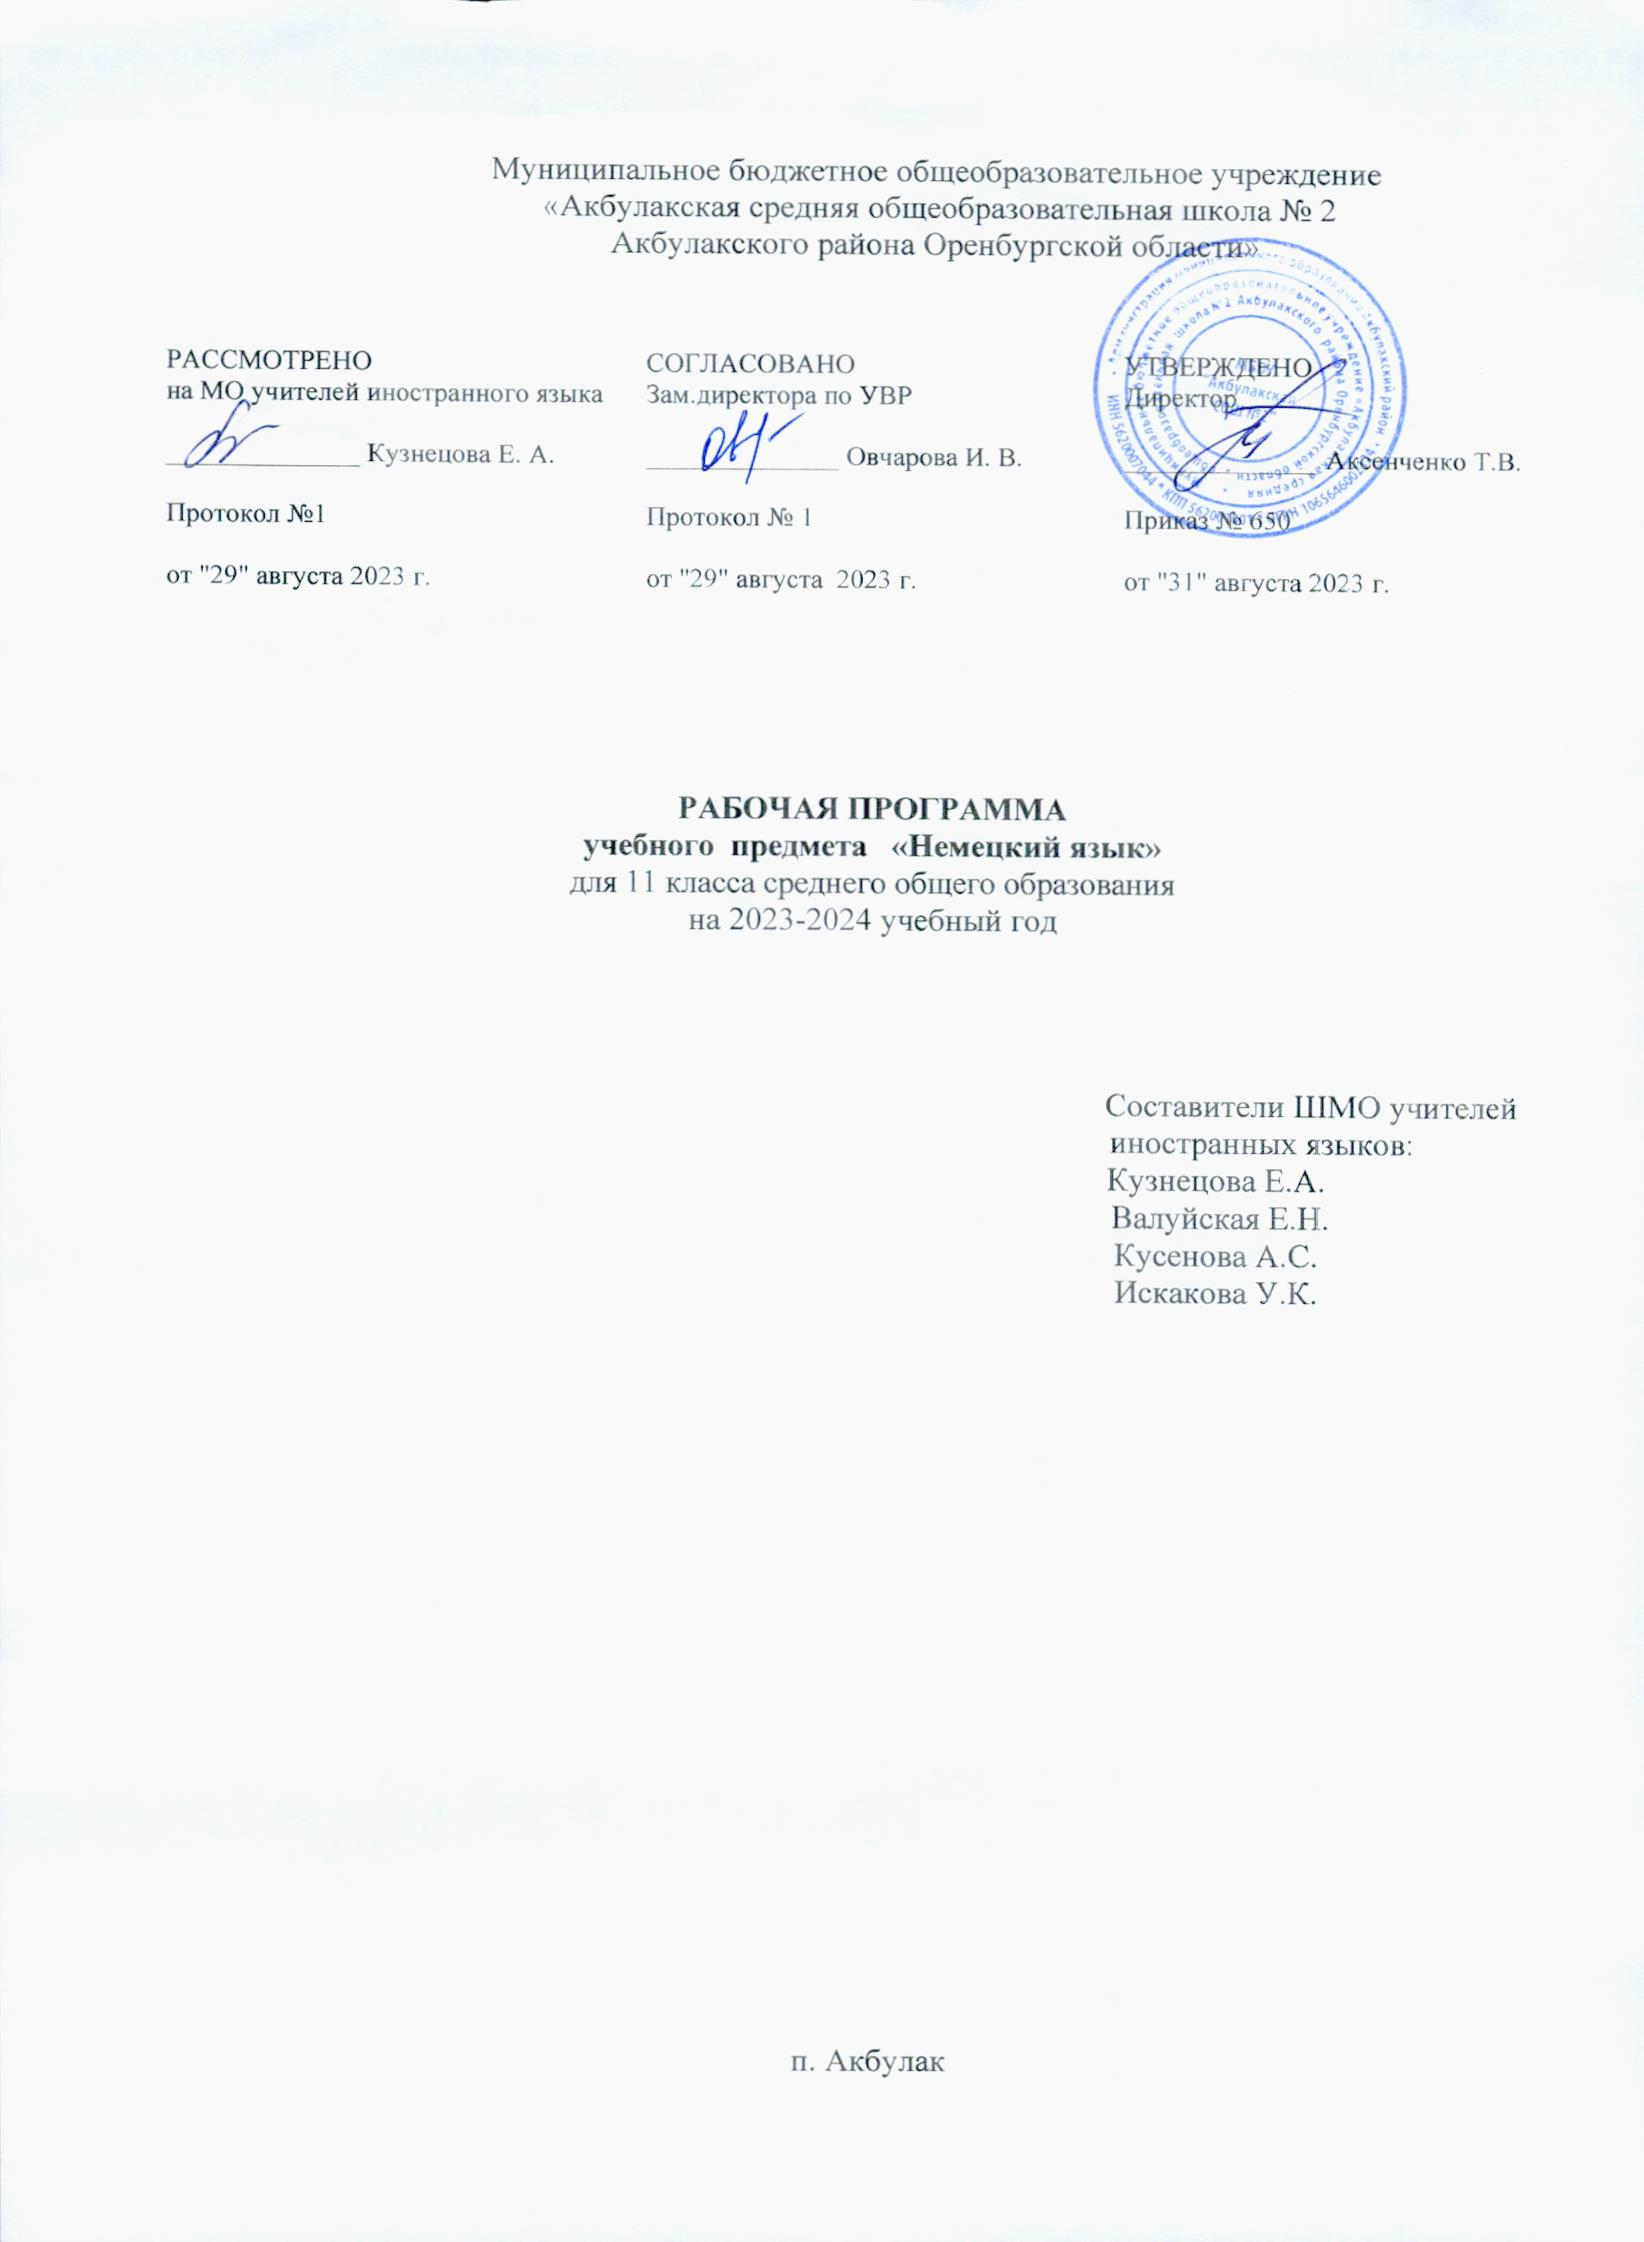 Муниципальное бюджетное общеобразовательное учреждение
«Акбулакская средняя общеобразовательная школа № 2
Акбулакского района Оренбургской области»
РАССМОТРЕНО
на МО учителей иностранного языка
Кузнецова Е. А.
Протокол №1
от "29" августа 2023 г.
СОГЛАСОВАНО
Зам.директора по УВР
Овчарова И. В.
Протокол № 1
от "29" августа 2023 г.
УТВЕРЖДЕНО
Директор
Аксенченко Т.В.
Приказ № 650
от "31" августа 2023 г.
ИНН 5620007044 * КПП
РАБОЧАЯ ПРОГРАММА
учебного предмета «Немецкий язык»
для 11 класса среднего общего образования
на 2023-2024 учебный год
Составители ШМО учителей
иностранных языков:
Кузнецова Е.А.
Валуйская Е.Н.
Кусенова А.С.
Искакова У.К.
п. Акбулак